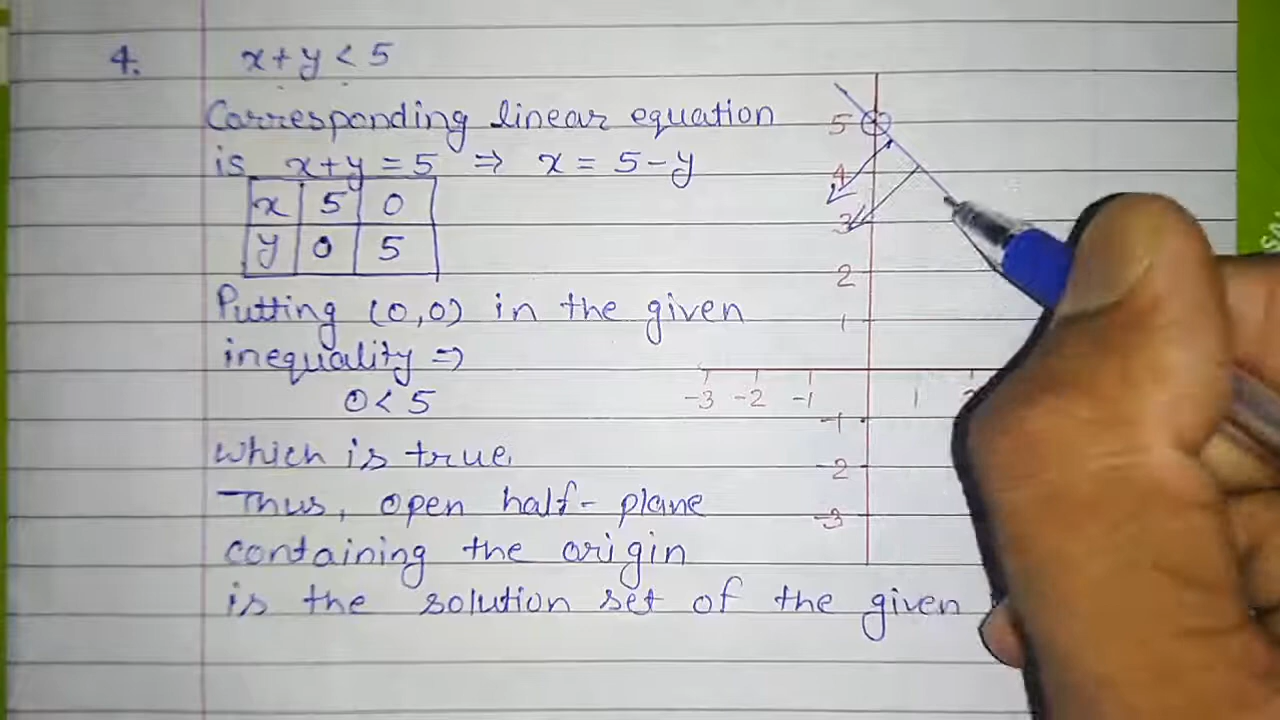 4. x + y < 5
Corresponding linear equation
is x + y = 5 ⇒ x = 5 - y
x 5 0
y 0 5
Putting (0,0) in the given
inequality ⇒
0 < 5
Which is true.
Thus, open half-plane
containing the origin
is the solution set of the given
5
4
3
2
1
-3 -2 -1 1
-1
-2
-3